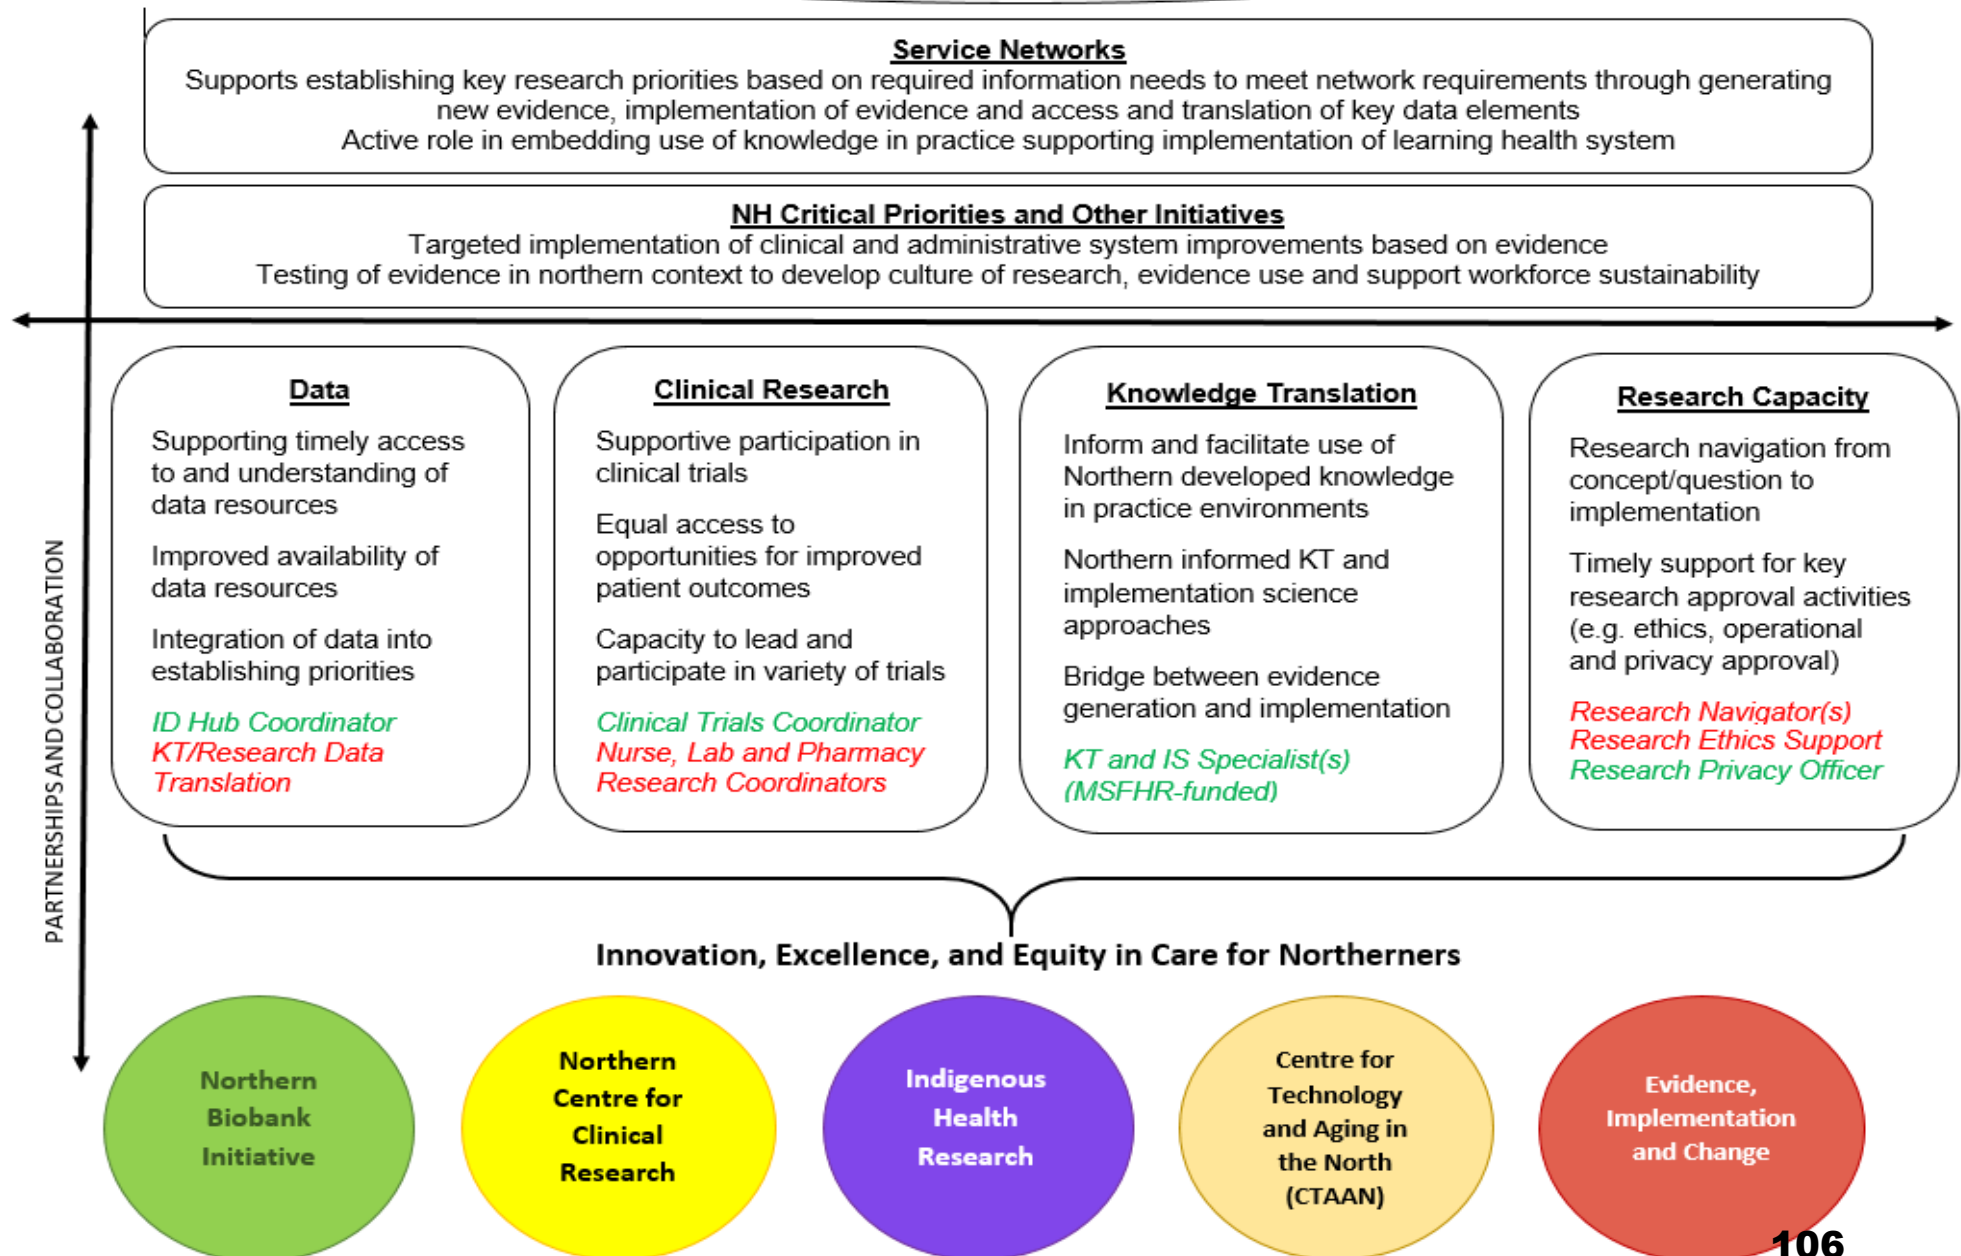 Service Networks
Supports establishing key research priorities based on required information needs to meet network requirements through generating
new evidence, implementation of evidence and access and translation of key data elements
Active role in embedding use of knowledge in practice supporting implementation of learning health system
NH Critical Priorities and Other Initiatives
Targeted implementation of clinical and administrative system improvements based on evidence
Testing of evidence in northern context to develop culture of research, evidence use and support workforce sustainability
PARTNERSHIPS AND COLLABORATION
Data
Supporting timely access
to and understanding of
data resources
Improved availability of
data resources
Integration of data into
establishing priorities
ID Hub Coordinator
KT/Research Data
Translation
Clinical Research
Supportive participation in
clinical trials
Equal access to
opportunities for improved
patient outcomes
Capacity to lead and
participate in variety of trials
Clinical Trials Coordinator
Nurse, Lab and Pharmacy
Research Coordinators
Knowledge Translation
Inform and facilitate use of
Northern developed knowledge
in practice environments
Northern informed KT and
implementation science
approaches
Bridge between evidence
generation and implementation
KT and IS Specialist(s)
(MSFHR-funded)
Research Capacity
Research navigation from
concept/question to
implementation
Timely support for key
research approval activities
(e.g. ethics, operational
and privacy approval)
Research Navigator(s)
Research Ethics Support
Research Privacy Officer
Innovation, Excellence, and Equity in Care for Northerners
Northern
Biobank
Initiative
Northern
Centre for
Clinical
Research
Indigenous
Health
Research
Centre for
Technology
and Aging in
the North
(CTAAN)
Evidence,
Implementation
and Change
106